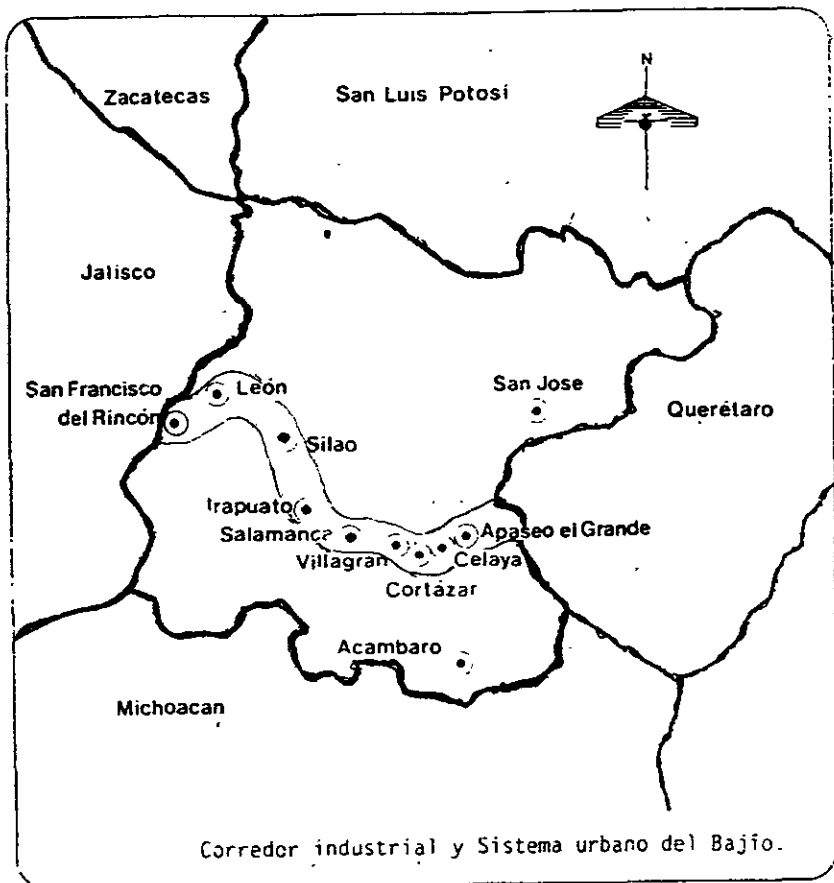 N
Zacatecas
San Luis Potosí
Jalisco
San Francisco
del Rincón
León
San Jose
Querétaro
Silao
Irapuato
Salamanca
Apaseo el Grande
Villagran
Celaya
Cortázar
Acambaro
Michoacan
Corredor industrial y Sistema urbano del Bajío.